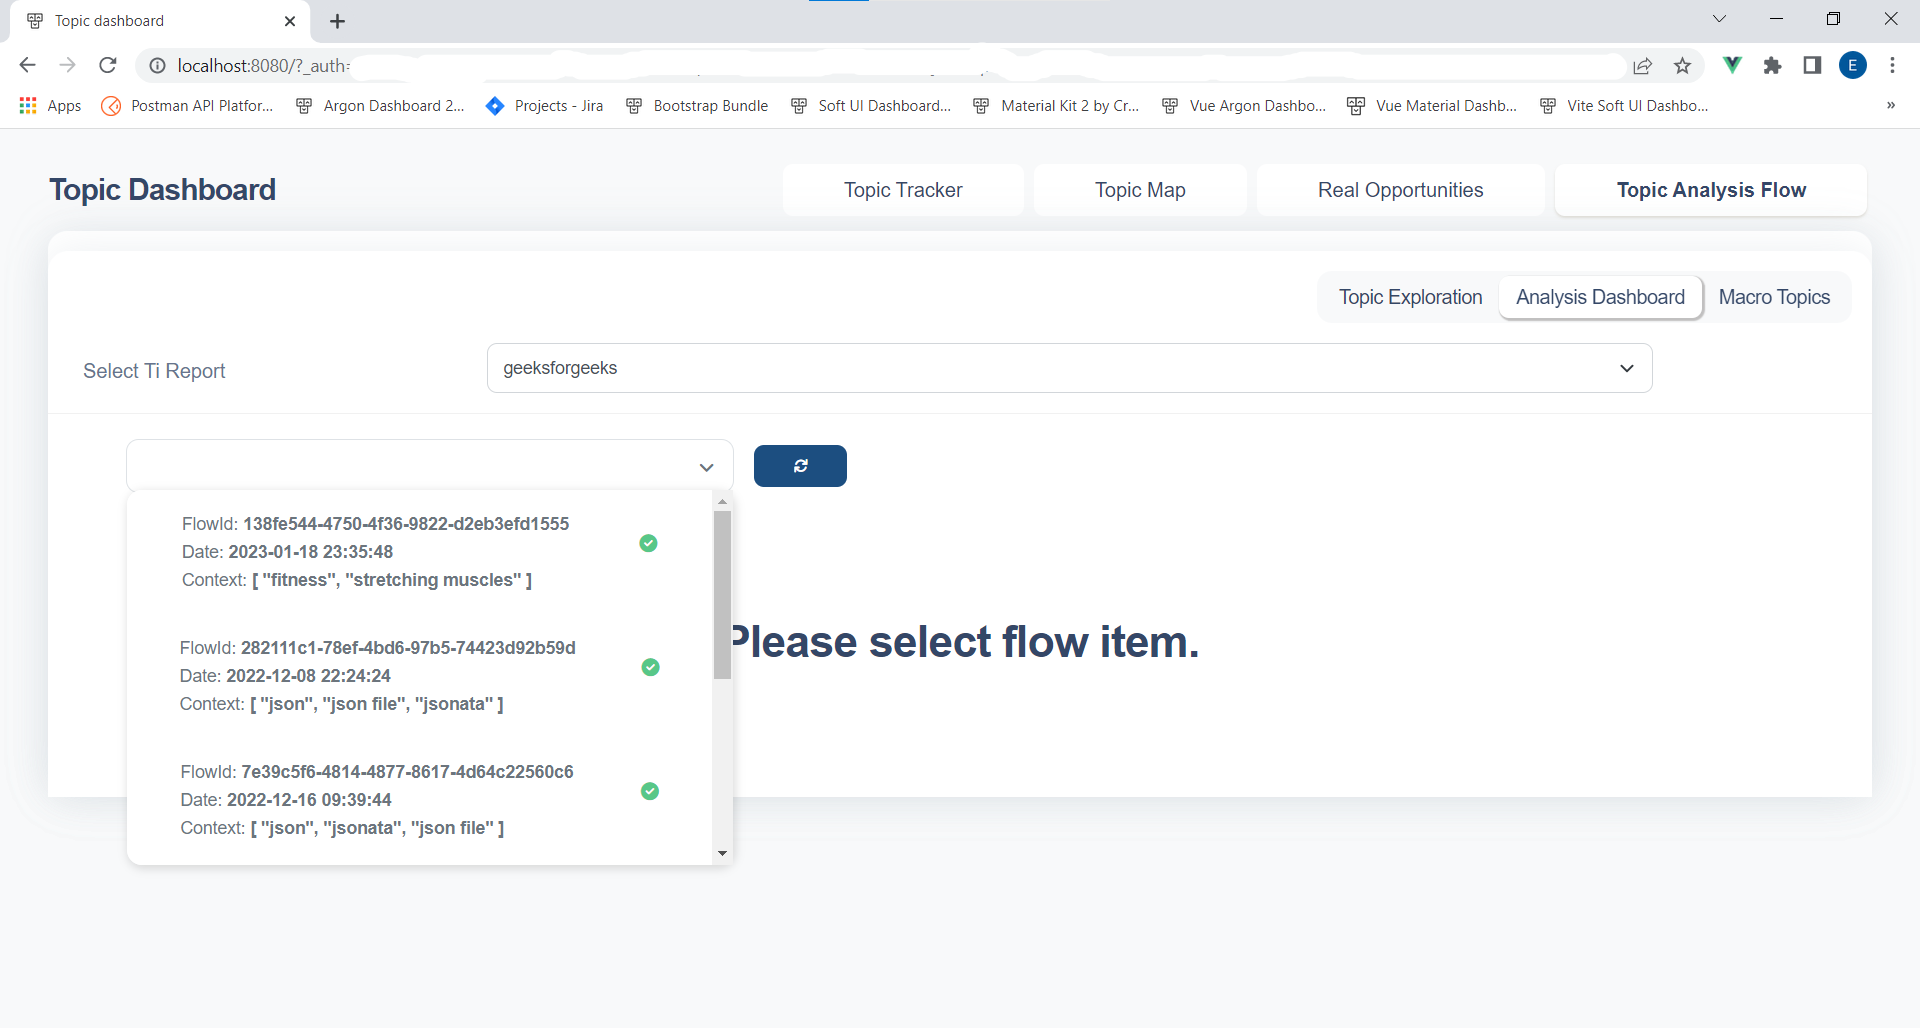 Topic dashboard
localhost:8080/?_auth=
Apps
Postman API Platfor...
Argon Dashboard 2...
Projects - Jira
Bootstrap Bundle
Soft UI Dashboard...
Material Kit 2 by Cr...
Vue Argon Dashbo...
Vue Material Dashb...
Vite Soft UI Dashbo...
»
E
Topic Dashboard
Topic Tracker
Topic Map
Real Opportunities
Topic Analysis Flow
Topic Exploration
Analysis Dashboard
Macro Topics
Select Ti Report
geeksforgeeks
FlowId: 138fe544-4750-4f36-9822-d2eb3efd1555
Date: 2023-01-18 23:35:48
Context: [ "fitness", "stretching muscles" ]
FlowId: 282111c1-78ef-4bd6-97b5-74423d92b59d
Date: 2022-12-08 22:24:24
Context: [ "json", "json file", "jsonata" ]
FlowId: 7e39c5f6-4814-4877-8617-4d64c22560c6
Date: 2022-12-16 09:39:44
Context: [ "json", "jsonata", "json file" ]
Please select flow item.